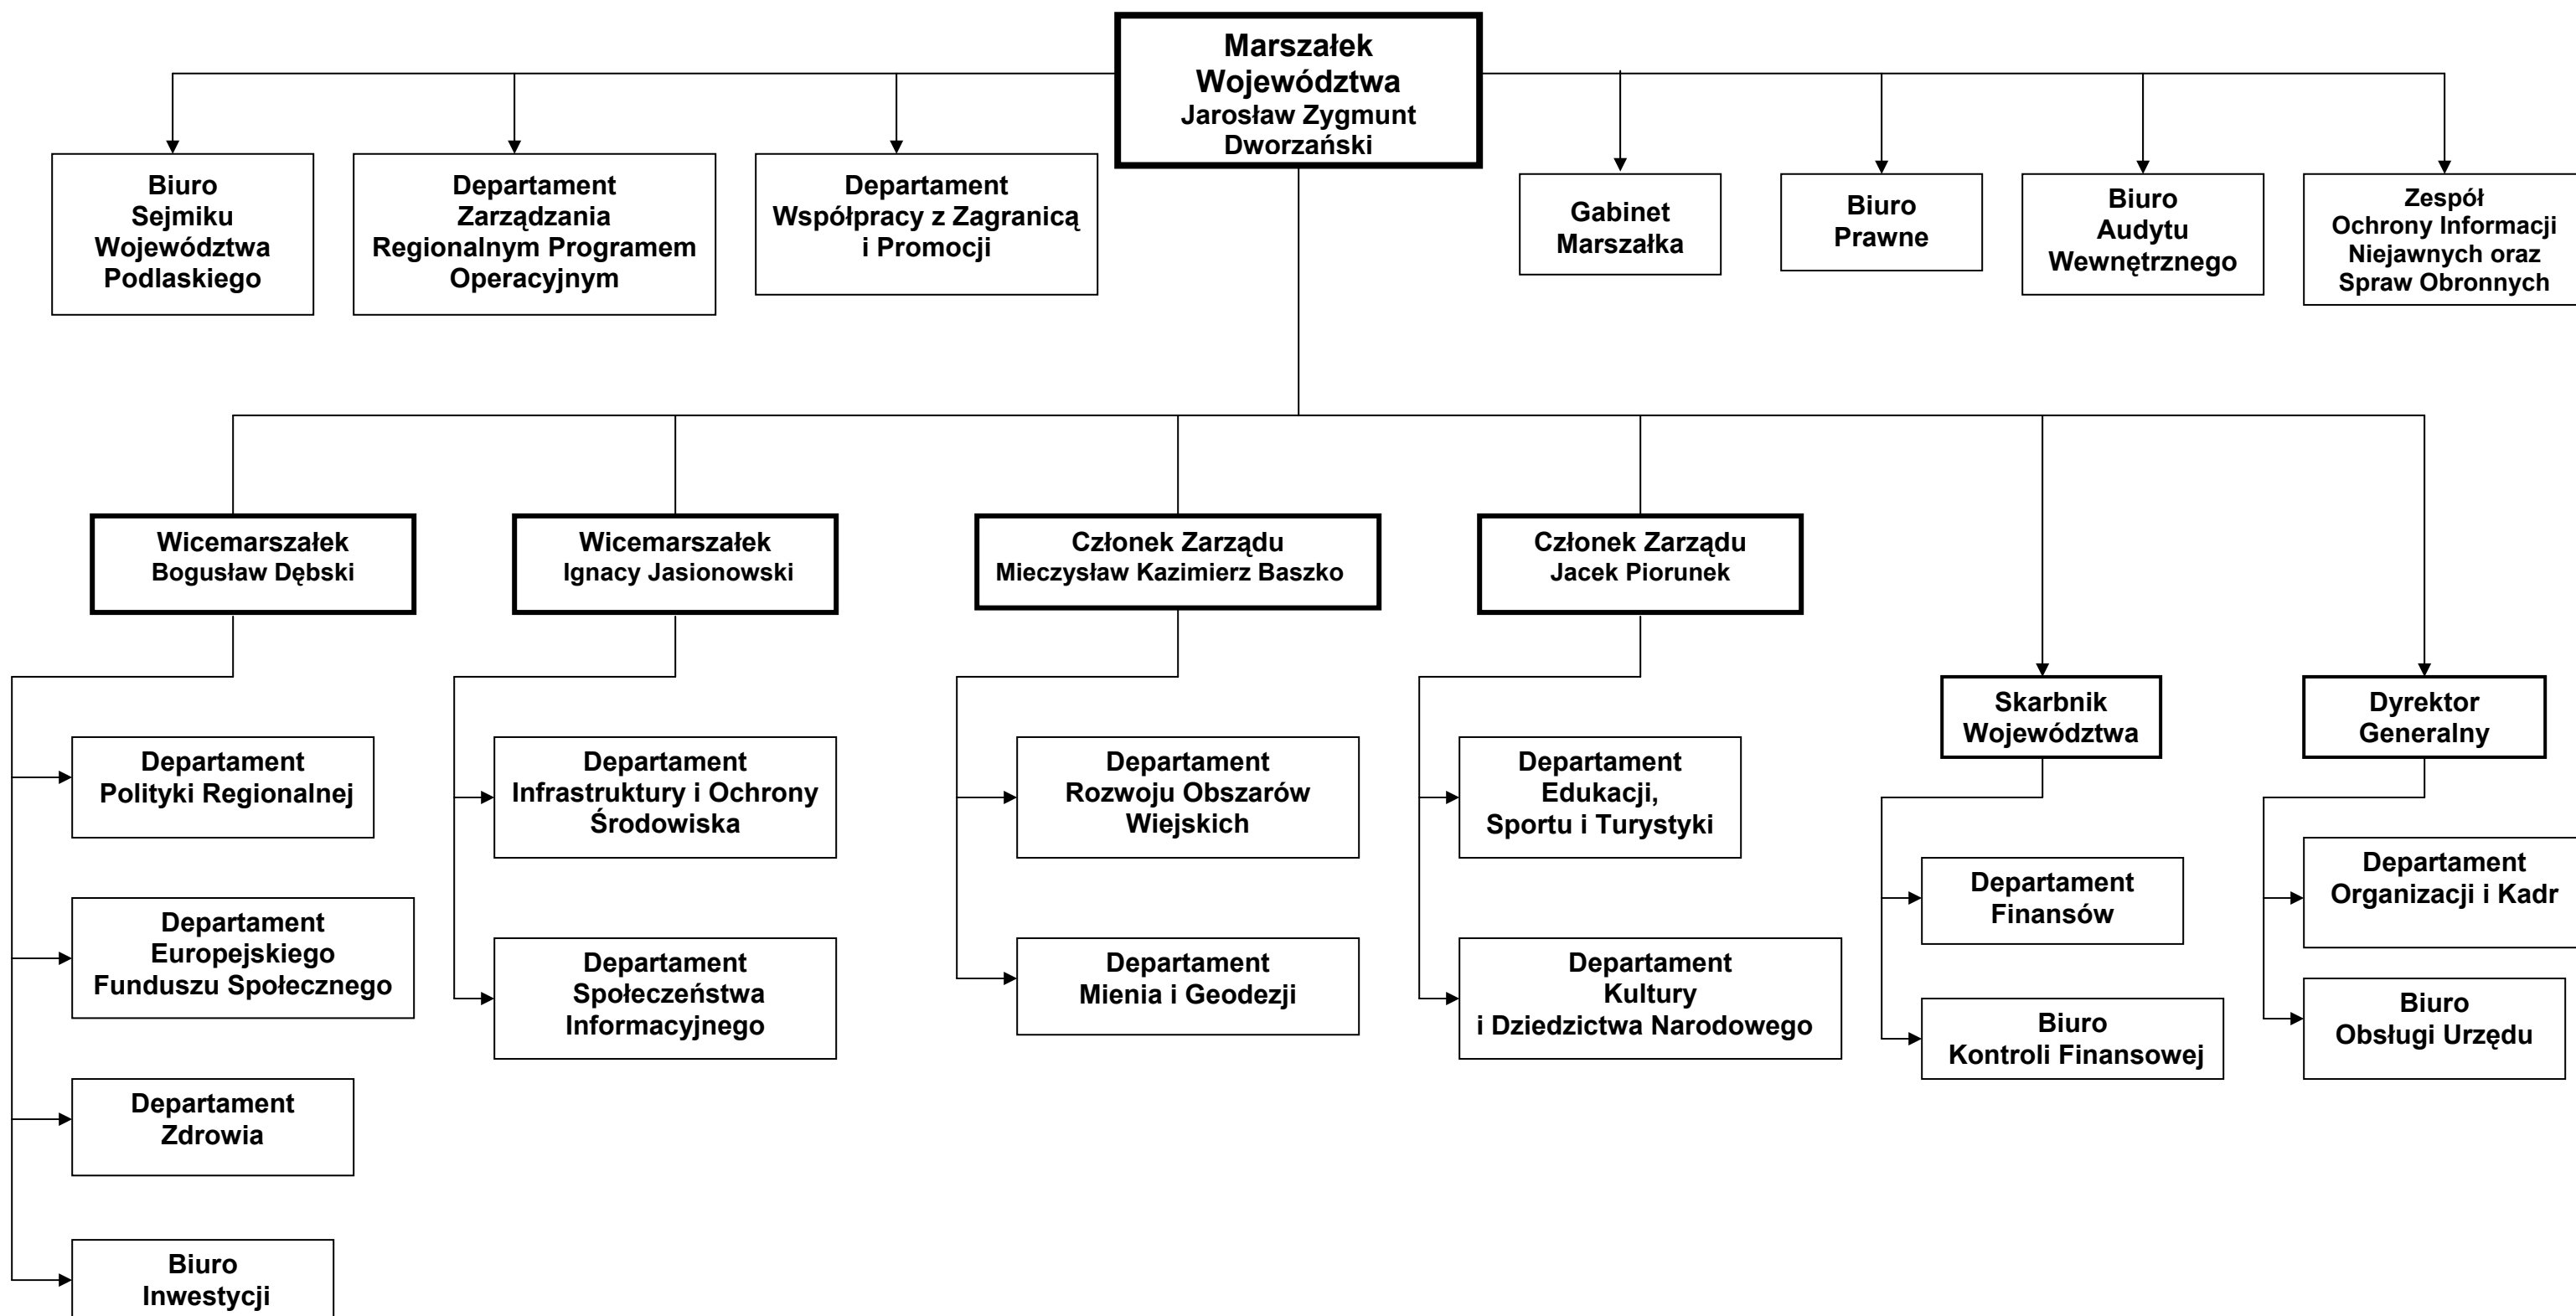 Marszałek
Województwa
Jarosław Zygmunt
Dworzański
Biuro
Sejmiku
Województwa
Podlaskiego
Departament
Zarządzania
Regionalnym Programem
Operacyjnym
Departament
Współpracy z Zagranicą
i Promocji
Gabinet
Marszałka
Biuro
Prawne
Biuro
Audytu
Wewnętrznego
Zespół
Ochrony Informacji
Niejawnych oraz
Spraw Obronnych
Wicemarszałek
Bogusław Dębski
Wicemarszałek
Ignacy Jasionowski
Członek Zarządu
Mieczysław Kazimierz Baszko
Członek Zarządu
Jacek Piorunek
Skarbnik
Województwa
Dyrektor
Generalny
Departament
Polityki Regionalnej
Departament
Europejskiego
Funduszu Społecznego
Departament
Zdrowia
Biuro
Inwestycji
Departament
Infrastruktury i Ochrony
Środowiska
Departament
Społeczeństwa
Informacyjnego
Departament
Rozwoju Obszarów
Wiejskich
Departament
Mienia i Geodezji
Departament
Edukacji,
Sportu i Turystyki
Departament
Kultury
i Dziedzictwa Narodowego
Departament
Finansów
Biuro
Kontroli Finansowej
Departament
Organizacji i Kadr
Biuro
Obsługi Urzędu